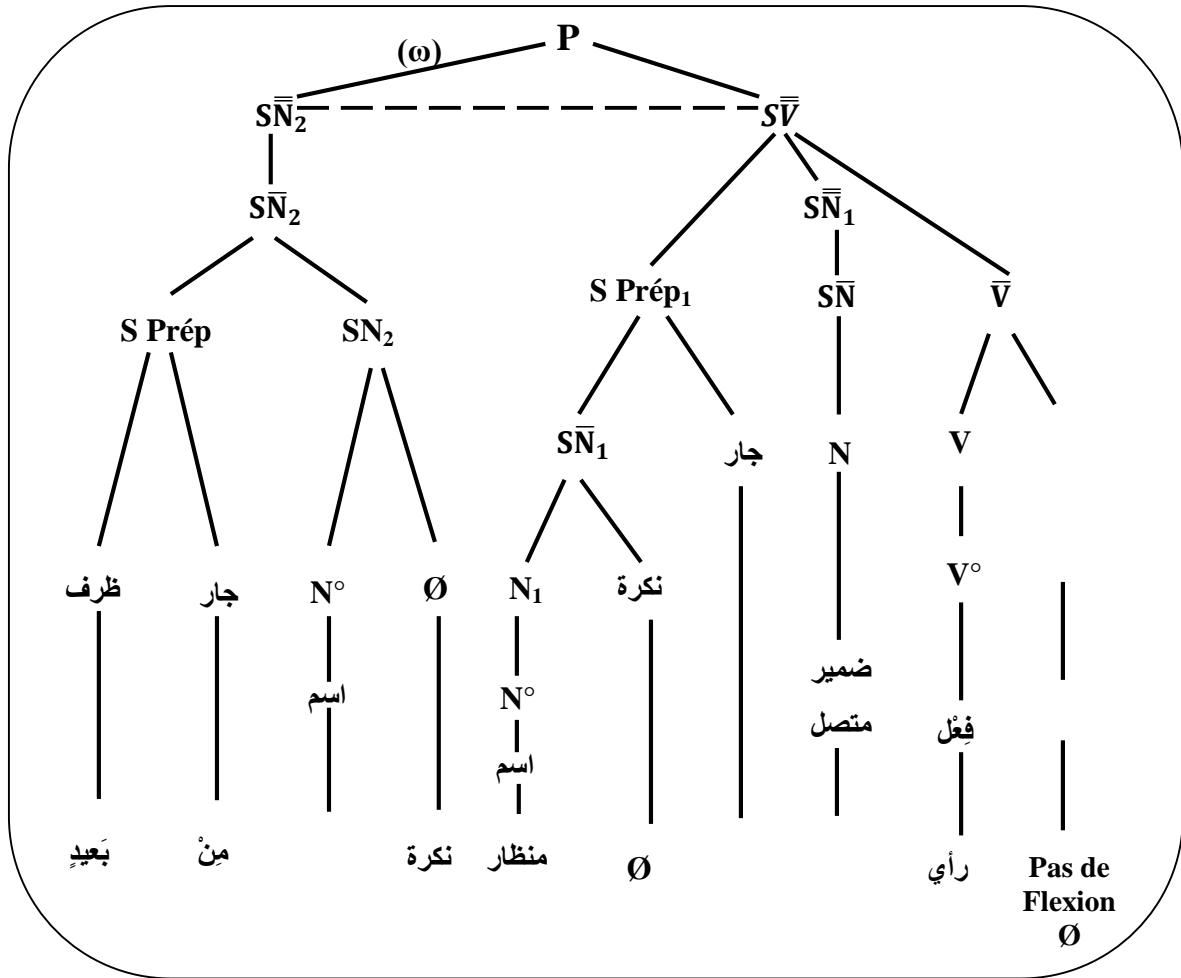 P
(ω)
SN̿̄₂ SV̿
SN̄₂ SN̿̄₁
S Prép SN₂ S Prép₁ SN̄ V̄
SN̄₁ جار N V
ظرف جار N° Ø N₁ نكرة V°
اسم N° ضمير
اسم متصل فِعْل
بَعيدٍ مِنْ نكرة منظار Ø رأي Pas de
Flexion
Ø